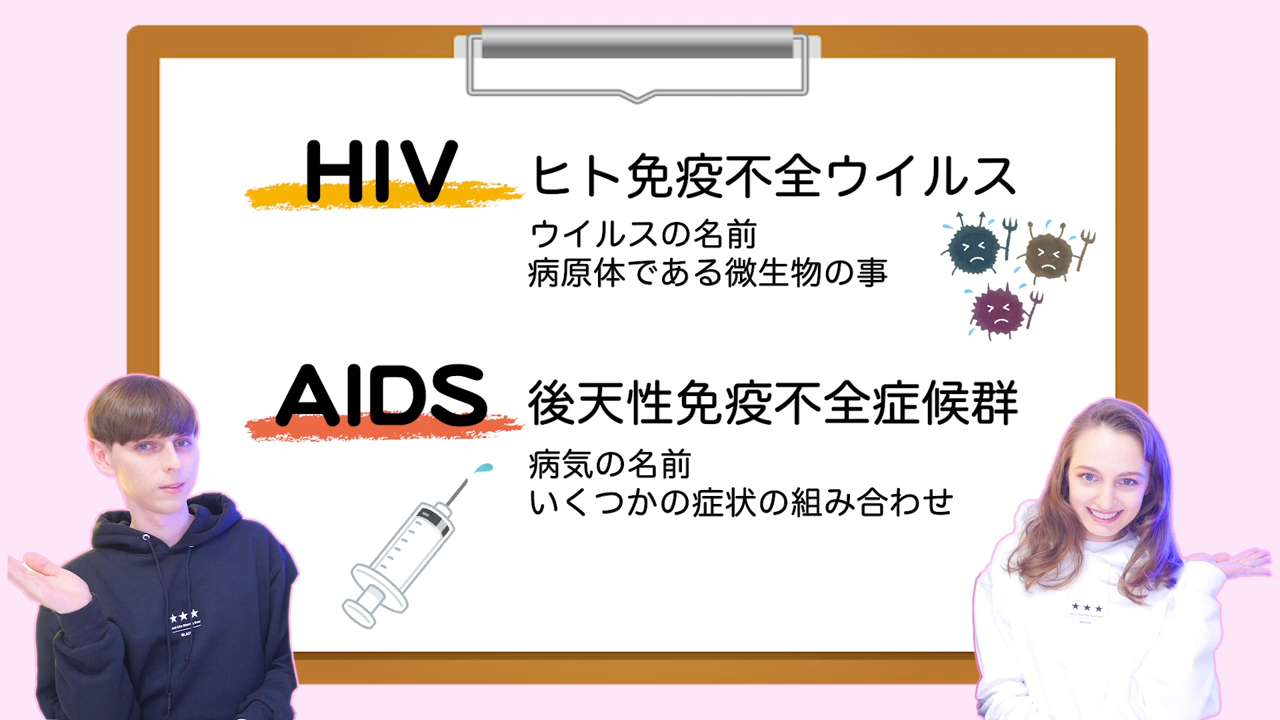 HIV
ヒト免疫不全ウイルス
ウイルスの名前
病原体である微生物の事
AIDS
後天性免疫不全症候群
病気の名前
いくつかの症状の組み合わせ